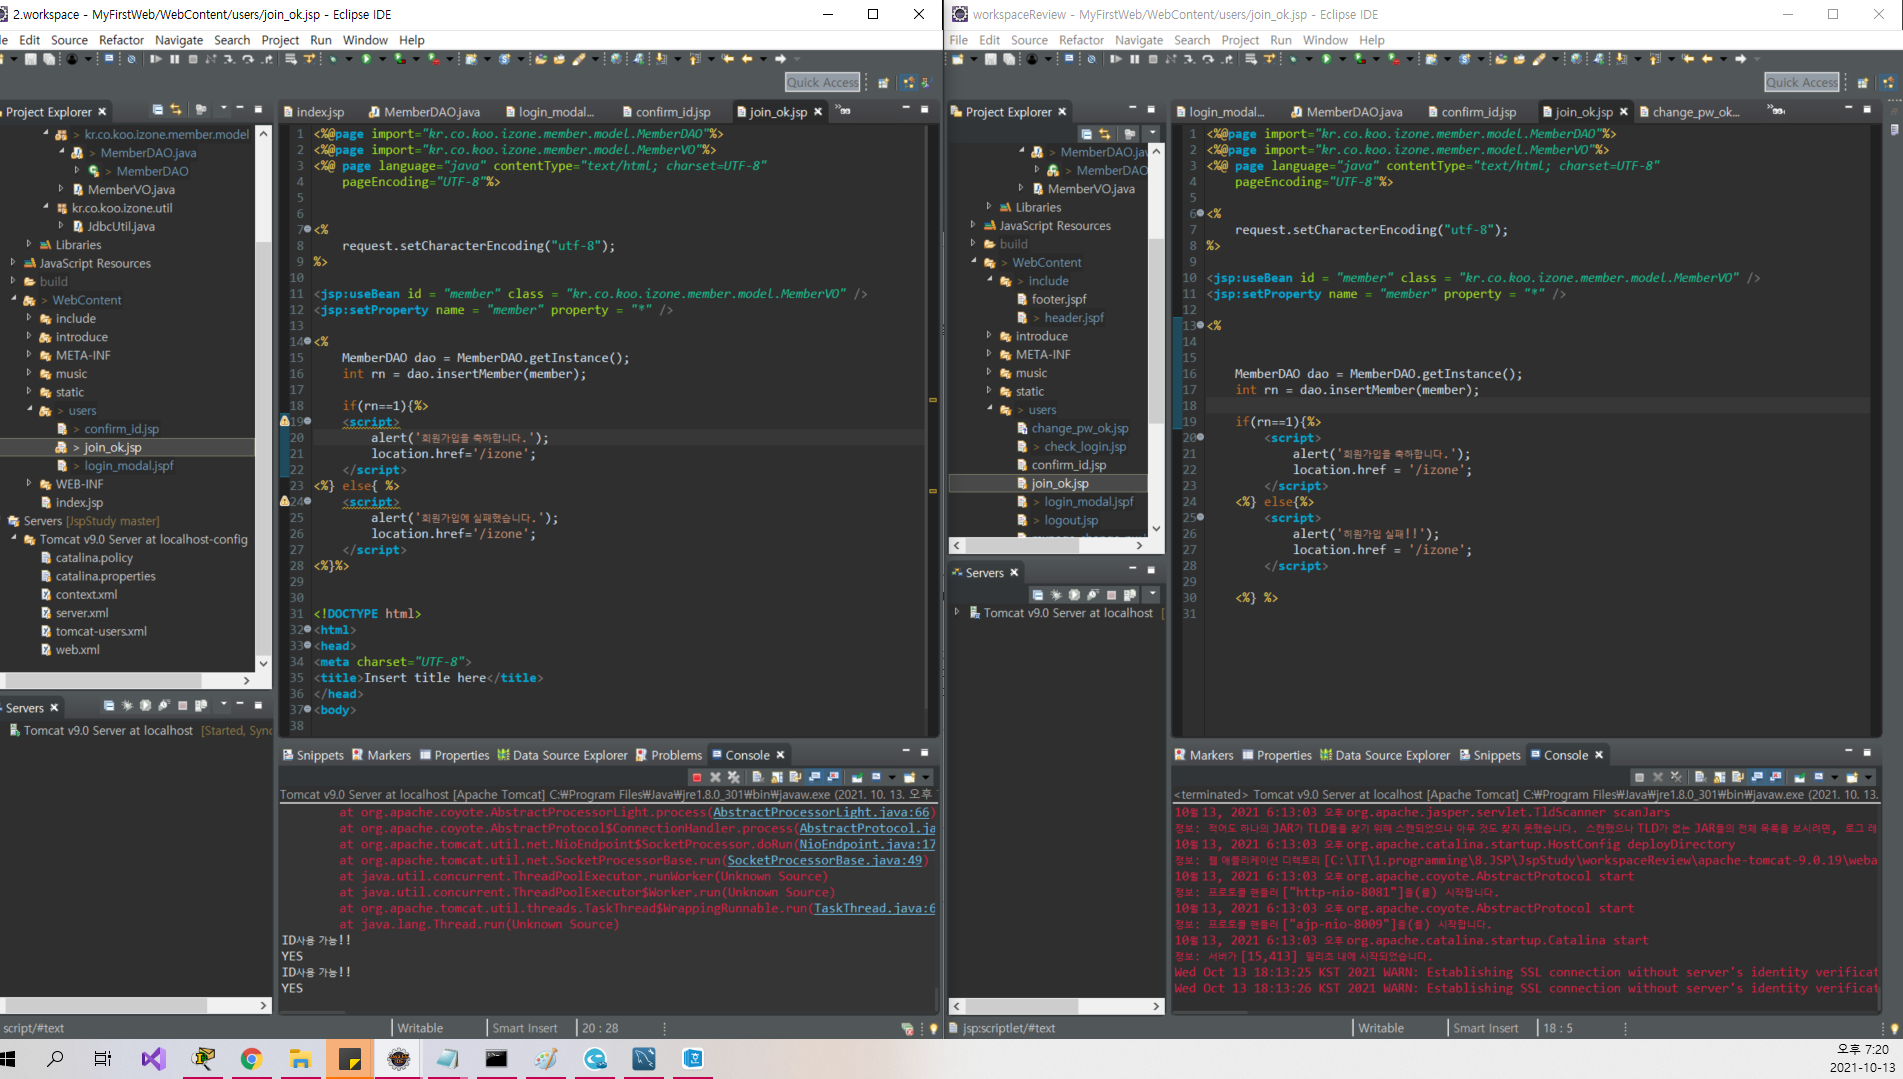 2.workspace - MyFirstWeb/WebContent/users/join_ok.jsp - Eclipse IDE
le Edit Source Refactor Navigate Search Project Run Window Help
Quick Access
Project Explorer
> kr.co.koo.izone.member.model
> MemberDAO.java
> MemberDAO
MemberVO.java
kr.co.koo.izone.util
JdbcUtil.java
Libraries
JavaScript Resources
build
> WebContent
include
introduce
META-INF
music
static
> users
> confirm_id.jsp
> join_ok.jsp
> login_modal.jspf
WEB-INF
index.jsp
Servers [JspStudy master]
Tomcat v9.0 Server at localhost-config
catalina.policy
catalina.properties
context.xml
server.xml
tomcat-users.xml
web.xml
Servers
Tomcat v9.0 Server at localhost [Started, Sync
index.jsp MemberDAO.java login_modal... confirm_id.jsp join_ok.jsp
1 <%@page import="kr.co.koo.izone.member.model.MemberDAO"%>
2 <%@page import="kr.co.koo.izone.member.model.MemberVO"%>
3 <%@ page language="java" contentType="text/html; charset=UTF-8"
4 pageEncoding="UTF-8"%>
5
6
7 <%
8 request.setCharacterEncoding("utf-8");
9 %>
10
11 <jsp:useBean id = "member" class = "kr.co.koo.izone.member.model.MemberVO" />
12 <jsp:setProperty name = "member" property = "*" />
13
14 <%
15 MemberDAO dao = MemberDAO.getInstance();
16 int rn = dao.insertMember(member);
17
18 if(rn==1){%>
19 <script>
20 alert('회원가입을 축하합니다.');
21 location.href='/izone';
22 </script>
23 <%} else{ %>
24 <script>
25 alert('회원가입에 실패했습니다.');
26 location.href='/izone';
27 </script>
28 <%}%>
29
30
31 <!DOCTYPE html>
32 <html>
33 <head>
34 <meta charset="UTF-8">
35 <title>Insert title here</title>
36 </head>
37 <body>
38
Snippets Markers Properties Data Source Explorer Problems Console
Tomcat v9.0 Server at localhost [Apache Tomcat] C:₩Program Files₩Java₩jre1.8.0_301₩bin₩javaw.exe (2021. 10. 13. 오후
at org.apache.coyote.AbstractProcessorLight.process(AbstractProcessorLight.java:66)
at org.apache.coyote.AbstractProtocol$ConnectionHandler.process(AbstractProtocol.ja
at org.apache.tomcat.util.net.NioEndpoint$SocketProcessor.doRun(NioEndpoint.java:17
at org.apache.tomcat.util.net.SocketProcessorBase.run(SocketProcessorBase.java:49)
at java.util.concurrent.ThreadPoolExecutor.runWorker(Unknown Source)
at java.util.concurrent.ThreadPoolExecutor$Worker.run(Unknown Source)
at org.apache.tomcat.util.threads.TaskThread$WrappingRunnable.run(TaskThread.java:6
at java.lang.Thread.run(Unknown Source)
ID사용 가능!!
YES
ID사용 가능!!
YES
script/#text Writable Smart Insert 20 : 28
workspaceReview - MyFirstWeb/WebContent/users/join_ok.jsp - Eclipse IDE
File Edit Source Refactor Navigate Search Project Run Window Help
Quick Access
Project Explorer
> MemberDAO.jav
> MemberDAO
MemberVO.java
Libraries
JavaScript Resources
build
> WebContent
> include
footer.jspf
> header.jspf
introduce
META-INF
music
static
> users
change_pw_ok.jsp
> check_login.jsp
confirm_id.jsp
join_ok.jsp
> login_modal.jspf
> logout.jsp
Servers
Tomcat v9.0 Server at localhost [
login_modal... MemberDAO.java confirm_id.jsp join_ok.jsp change_pw_ok...
1 <%@page import="kr.co.koo.izone.member.model.MemberDAO"%>
2 <%@page import="kr.co.koo.izone.member.model.MemberVO"%>
3 <%@ page language="java" contentType="text/html; charset=UTF-8"
4 pageEncoding="UTF-8"%>
5
6 <%
7 request.setCharacterEncoding("utf-8");
8 %>
9
10 <jsp:useBean id = "member" class = "kr.co.koo.izone.member.model.MemberVO" />
11 <jsp:setProperty name = "member" property = "*" />
12
13 <%
14
15
16 MemberDAO dao = MemberDAO.getInstance();
17 int rn = dao.insertMember(member);
18
19 if(rn==1){%>
20 <script>
21 alert('회원가입을 축하합니다.');
22 location.href = '/izone';
23 </script>
24 <%} else{%>
25 <script>
26 alert('히원가입 실패!!');
27 location.href = '/izone';
28 </script>
29
30 <%} %>
31
Markers Properties Data Source Explorer Snippets Console
<terminated> Tomcat v9.0 Server at localhost [Apache Tomcat] C:₩Program Files₩Java₩jre1.8.0_301₩bin₩javaw.exe (2021. 10. 13.
10월 13, 2021 6:13:03 오후 org.apache.jasper.servlet.TldScanner scanJars
정보: 적어도 하나의 JAR가 TLD들을 찾기 위해 스캔되었으나 아무 것도 찾지 못했습니다. 스캔했으나 TLD가 없는 JAR들의 전체 목록을 보시려면, 로그 레
10월 13, 2021 6:13:03 오후 org.apache.catalina.startup.HostConfig deployDirectory
정보: 웹 애플리케이션 디렉토리 [C:\IT\1.programming\8.JSP\JspStudy\workspaceReview\apache-tomcat-9.0.19\weba
10월 13, 2021 6:13:03 오후 org.apache.coyote.AbstractProtocol start
정보: 프로토콜 핸들러 ["http-nio-8081"]을(를) 시작합니다.
10월 13, 2021 6:13:03 오후 org.apache.coyote.AbstractProtocol start
정보: 프로토콜 핸들러 ["ajp-nio-8009"]을(를) 시작합니다.
10월 13, 2021 6:13:03 오후 org.apache.catalina.startup.Catalina start
정보: 서버가 [15,413] 밀리초 내에 시작되었습니다.
Wed Oct 13 18:13:25 KST 2021 WARN: Establishing SSL connection without server's identity verificat
Wed Oct 13 18:13:26 KST 2021 WARN: Establishing SSL connection without server's identity verificat
jsp:scriptlet/#text Writable Smart Insert 18 : 5
오후 7:20
2021-10-13